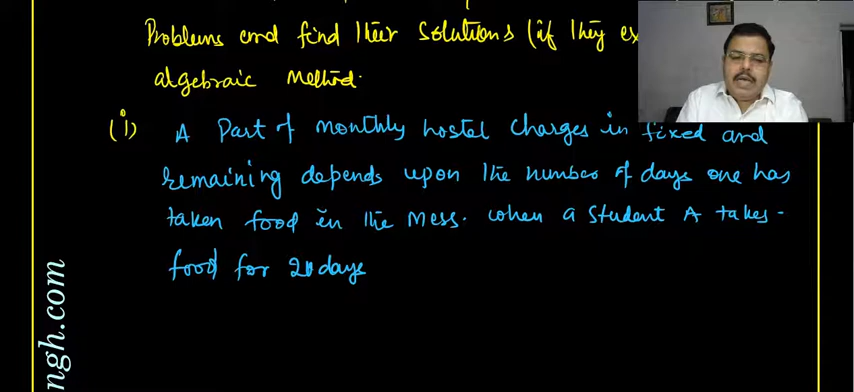 Problems and find their solutions (if they ex
algebraic method.
(i) A part of monthly hostel charges in fixed and
remaining depends upon the number of days one has
taken food in the mess. when a student A takes-
food for 20 days
ngh.com